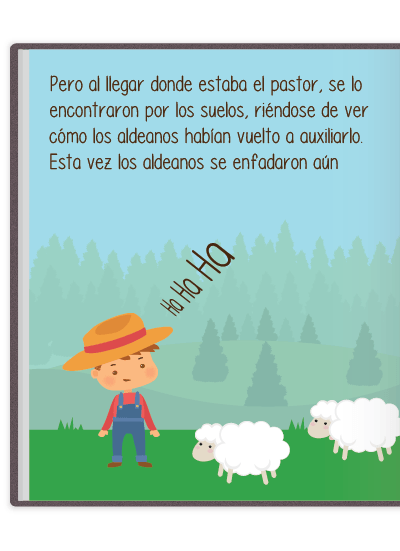 Pero al llegar donde estaba el pastor, se lo
encontraron por los suelos, riéndose de ver
cómo los aldeanos habían vuelto a auxiliarlo.
Esta vez los aldeanos se enfadaron aún
Ha Ha Ha